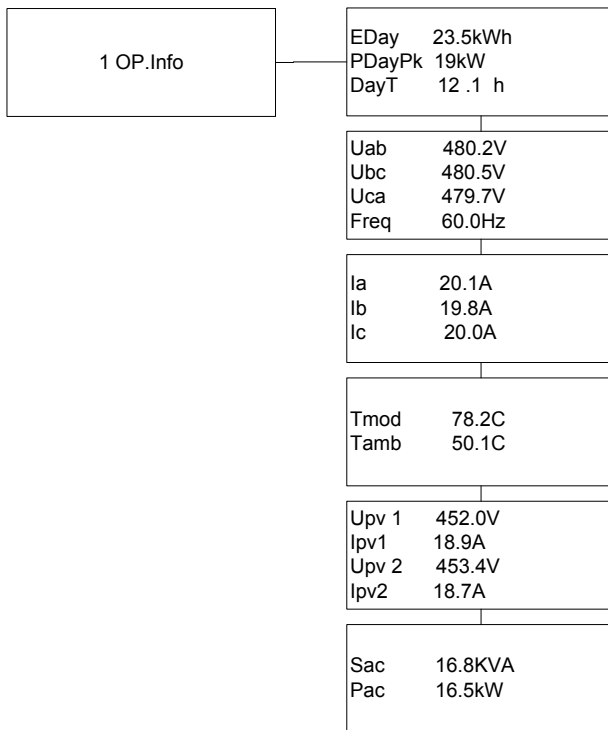 1 OP.Info
EDay 23.5kWh
PDayPk 19kW
DayT 12 .1 h
Uab 480.2V
Ubc 480.5V
Uca 479.7V
Freq 60.0Hz
Ia 20.1A
Ib 19.8A
Ic 20.0A
Tmod 78.2C
Tamb 50.1C
Upv 1 452.0V
Ipv1 18.9A
Upv 2 453.4V
Ipv2 18.7A
Sac 16.8KVA
Pac 16.5kW